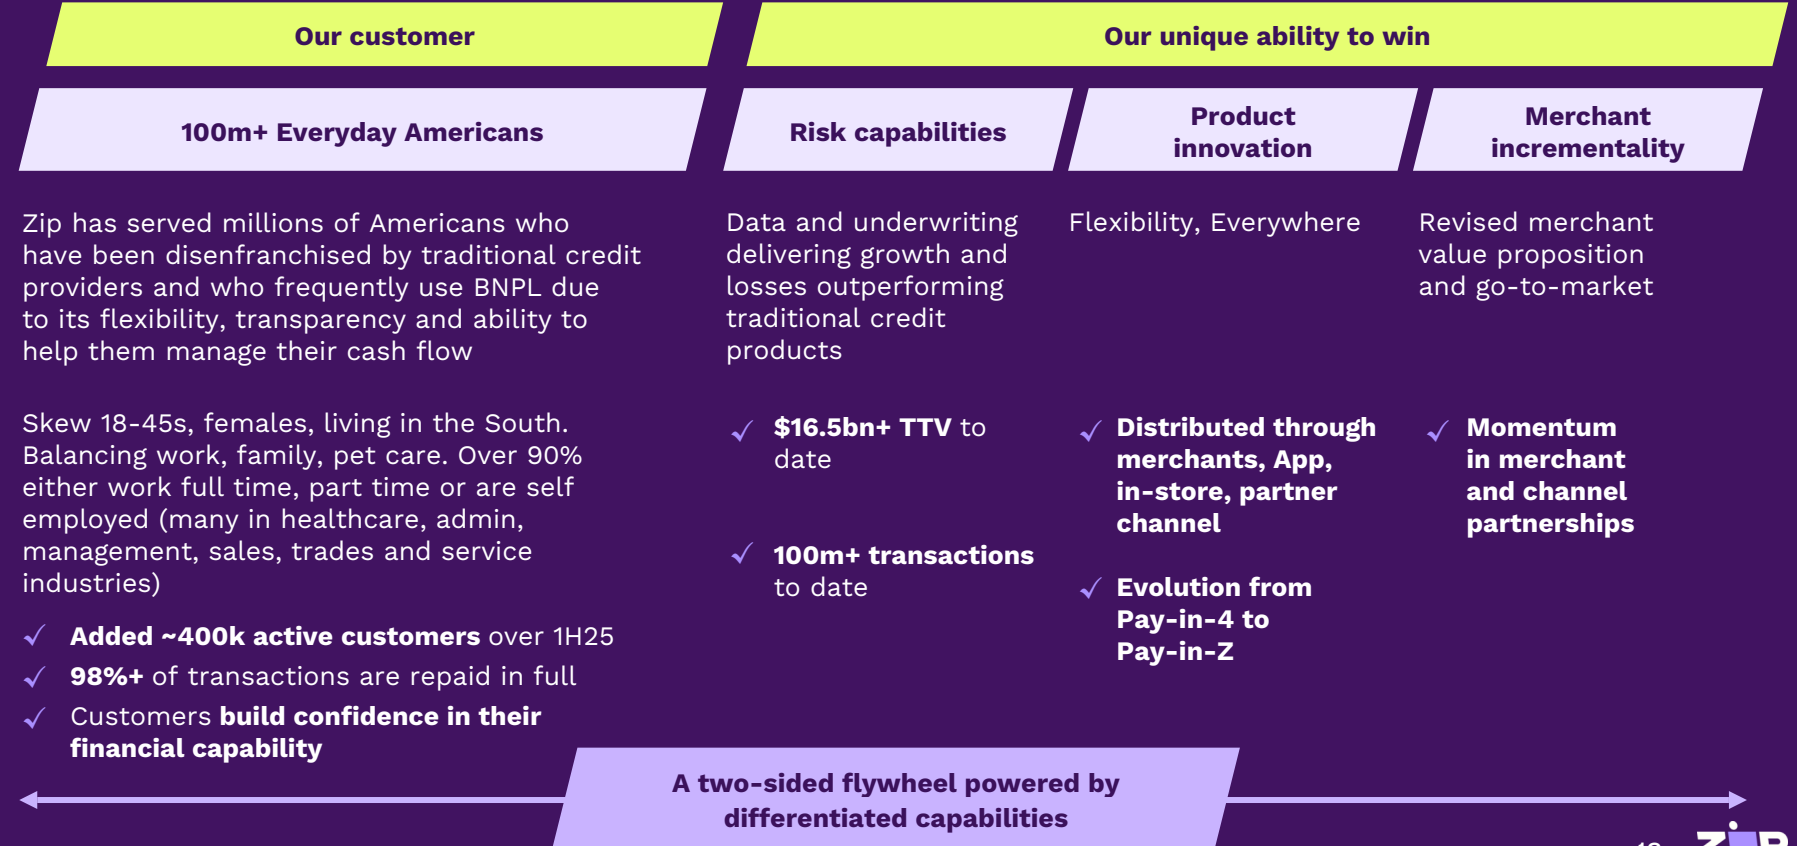 Our customer
Our unique ability to win
100m+ Everyday Americans
Risk capabilities
Product
innovation
Merchant
incrementality
Zip has served millions of Americans who
have been disenfranchised by traditional credit
providers and who frequently use BNPL due
to its flexibility, transparency and ability to
help them manage their cash flow
Skew 18-45s, females, living in the South.
Balancing work, family, pet care. Over 90%
either work full time, part time or are self
employed (many in healthcare, admin,
management, sales, trades and service
industries)
✓ Added ~400k active customers over 1H25
✓ 98%+ of transactions are repaid in full
✓ Customers build confidence in their
financial capability
Data and underwriting
delivering growth and
losses outperforming
traditional credit
products
✓ $16.5bn+ TTV to
date
✓ 100m+ transactions
to date
Flexibility, Everywhere
✓ Distributed through
merchants, App,
in-store, partner
channel
✓ Evolution from
Pay-in-4 to
Pay-in-Z
Revised merchant
value proposition
and go-to-market
✓ Momentum
in merchant
and channel
partnerships
A two-sided flywheel powered by
differentiated capabilities